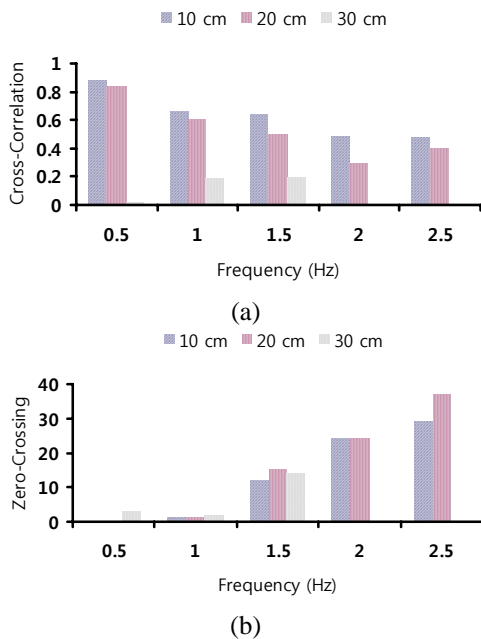 10 cm 20 cm 30 cm
1
0.8
0.6
0.4
0.2
0
Cross-Correlation
0.5 1 1.5 2 2.5
Frequency (Hz)
(a)
10 cm 20 cm 30 cm
40
30
20
10
0
Zero-Crossing
0.5 1 1.5 2 2.5
Frequency (Hz)
(b)